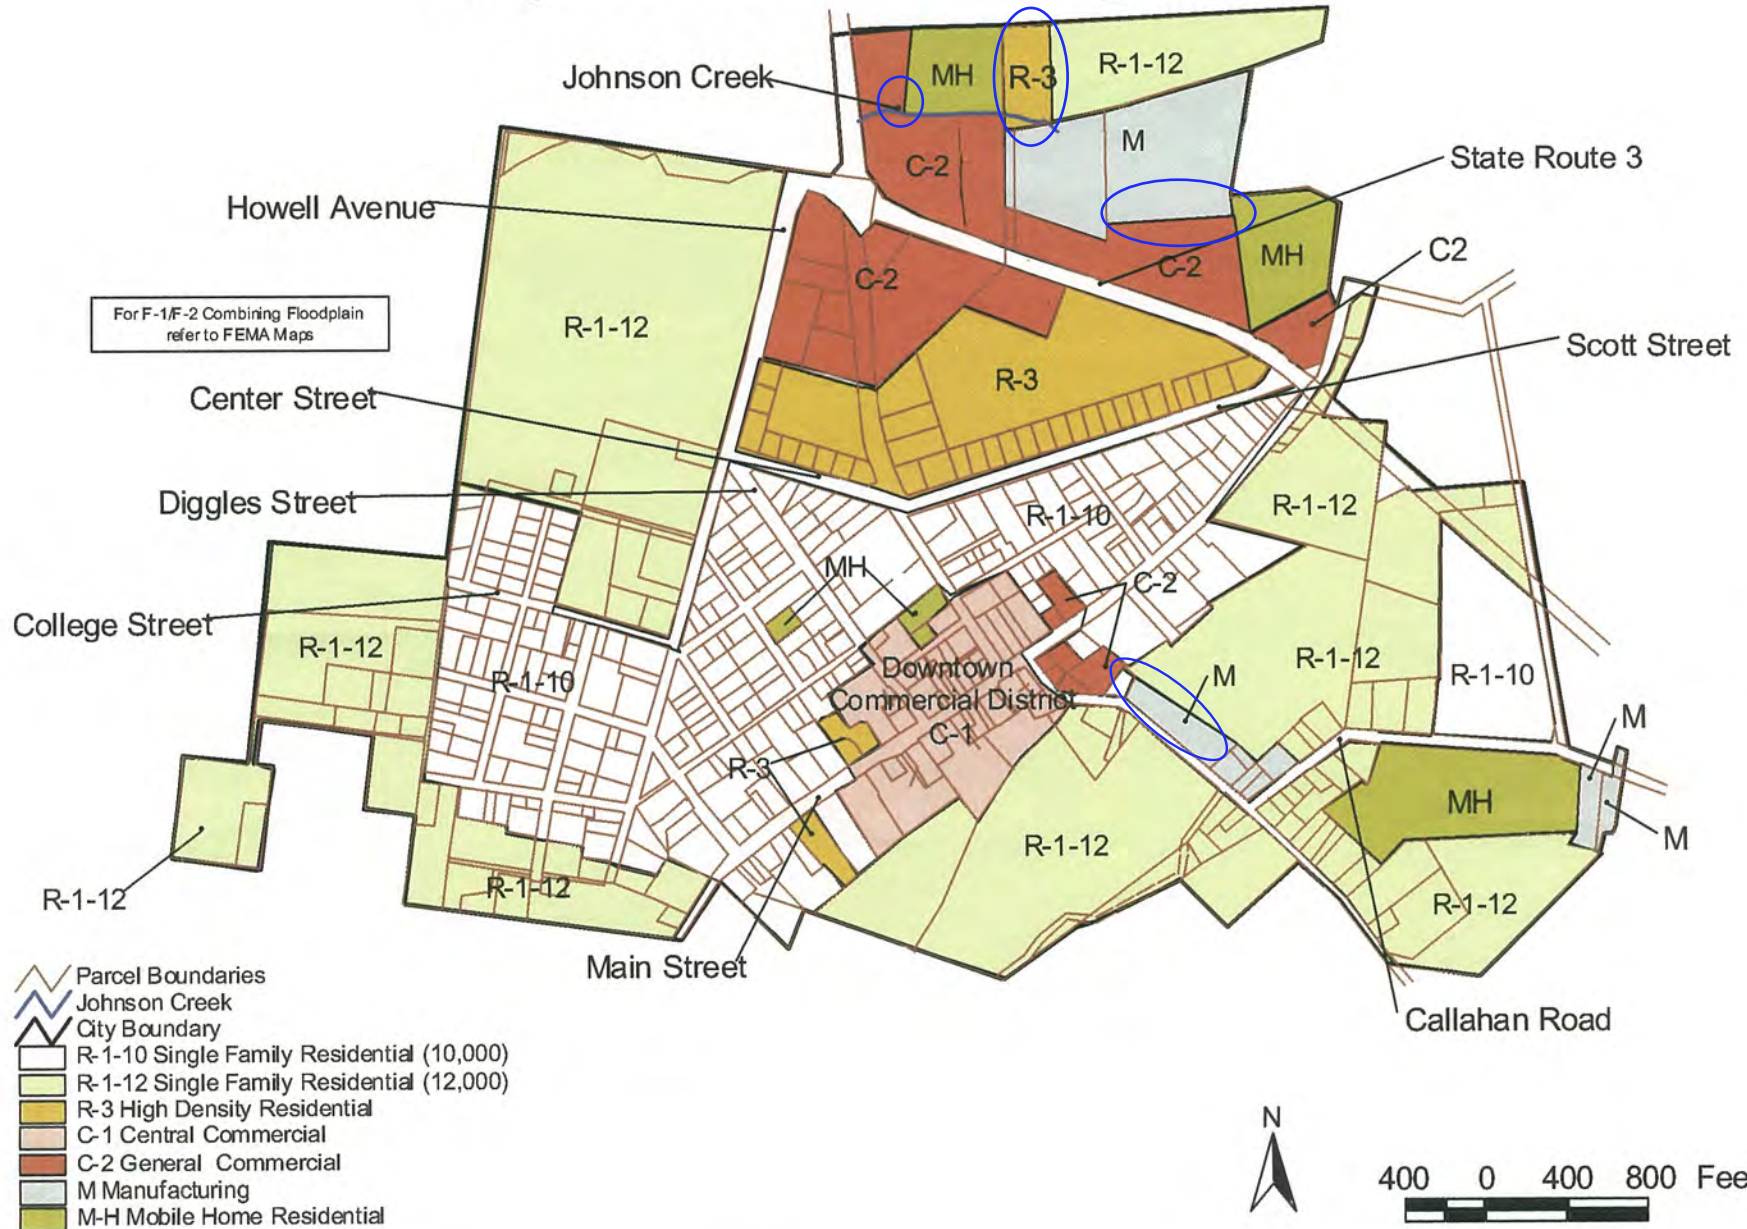 Johnson Creek
MH
R-3
R-1-12
M
State Route 3
C-2
Howell Avenue
C2
MH
C-2
C-2
For F-1/F-2 Combining Floodplain
refer to FEMA Maps
R-1-12
Scott Street
Center Street
R-3
Diggles Street
R-1-12
R-1-10
MH
C-2
College Street
R-1-12
R-1-12
R-1-10
Downtown
Commercial District
C-1
M
R-1-10
M
R-3
MH
M
R-1-12
R-1-12
R-1-12
R-1-12
R-1-12
Main Street
Callahan Road
Parcel Boundaries
Johnson Creek
City Boundary
R-1-10 Single Family Residential (10,000)
R-1-12 Single Family Residential (12,000)
R-3 High Density Residential
C-1 Central Commercial
C-2 General Commercial
M Manufacturing
M-H Mobile Home Residential
N
400 0 400 800 Fee